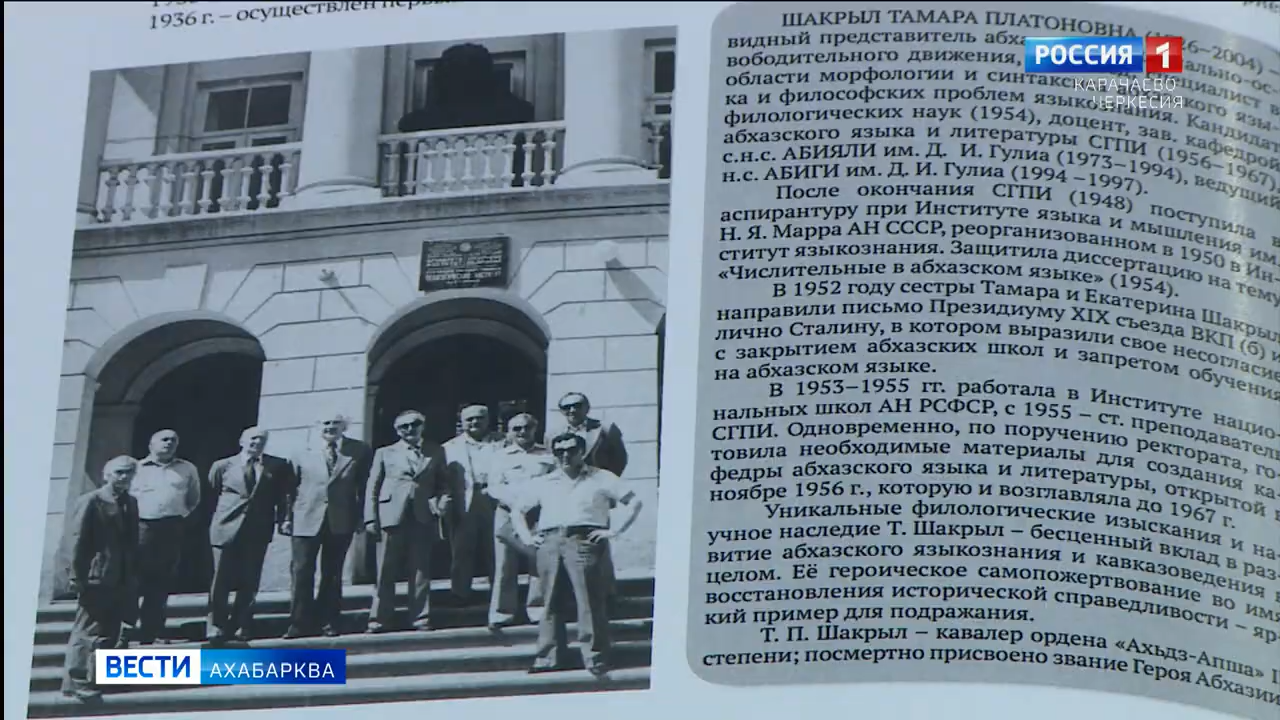 1936 г. – осуществлен
ШАКРЫЛ ТАМАРА ПЛАТОНОВНА
видный представитель
вободительного движения,
области морфологии и
ка и философских проблем языкознания. Кандидат
филологических наук (1954), доцент, зав. кафедрой
абхазского языка и литературы СГПИ (1956–1967),
с.н.с. АБИЯЛИ им. Д. И. Гулиа (1973–1994), ведущий
н.с. АБИГИ им. Д. И. Гулиа (1994 –1997).
После окончания СГПИ (1948) поступила в
аспирантуру при Институте языка и мышления им.
Н. Я. Марра АН СССР, реорганизованном в 1950 в Ин-
ститут языкознания. Защитила диссертацию на тему
«Числительные в абхазском языке» (1954).
В 1952 году сестры Тамара и Екатерина Шакрыл
направили письмо Президиуму XIX съезда ВКП (б) и
лично Сталину, в котором выразили свое несогласие
с закрытием абхазских школ и запретом обучения
на абхазском языке.
В 1953–1955 гг. работала в Институте нацио-
нальных школ АН РСФСР, с 1955 – ст. преподаватель
СГПИ. Одновременно, по поручению ректората, го-
товила необходимые материалы для создания ка-
федры абхазского языка и литературы, открытой в
ноябре 1956 г., которую и возглавляла до 1967 г.
Уникальные филологические изыскания и на-
учное наследие Т. Шакрыл – бесценный вклад в раз-
витие абхазского языкознания и кавказоведения в
целом. Её героическое самопожертвование во имя
восстановления исторической справедливости – яр-
кий пример для подражания.
Т. П. Шакрыл – кавалер ордена «Ахьдз-Апша» I
степени; посмертно присвоено звание Героя Абхазии
РОССИЯ 1
КАРАЧАЕВО
ЧЕРКЕСИЯ
ВЕСТИ АХАБАРКВА